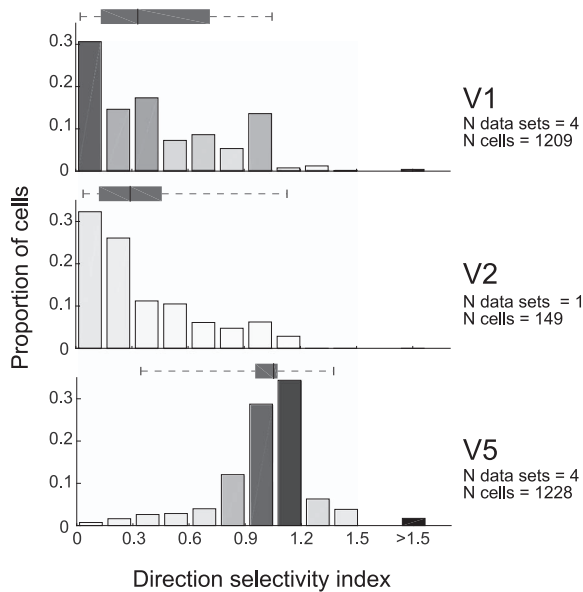 0.3
0.2
0.1
0
V1
N data sets = 4
N cells = 1209
Proportion of cells
0.3
0.2
0.1
0
V2
N data sets = 1
N cells = 149
0.3
0.2
0.1
0
V5
N data sets = 4
N cells = 1228
0 0.3 0.6 0.9 1.2 1.5 >1.5
Direction selectivity index